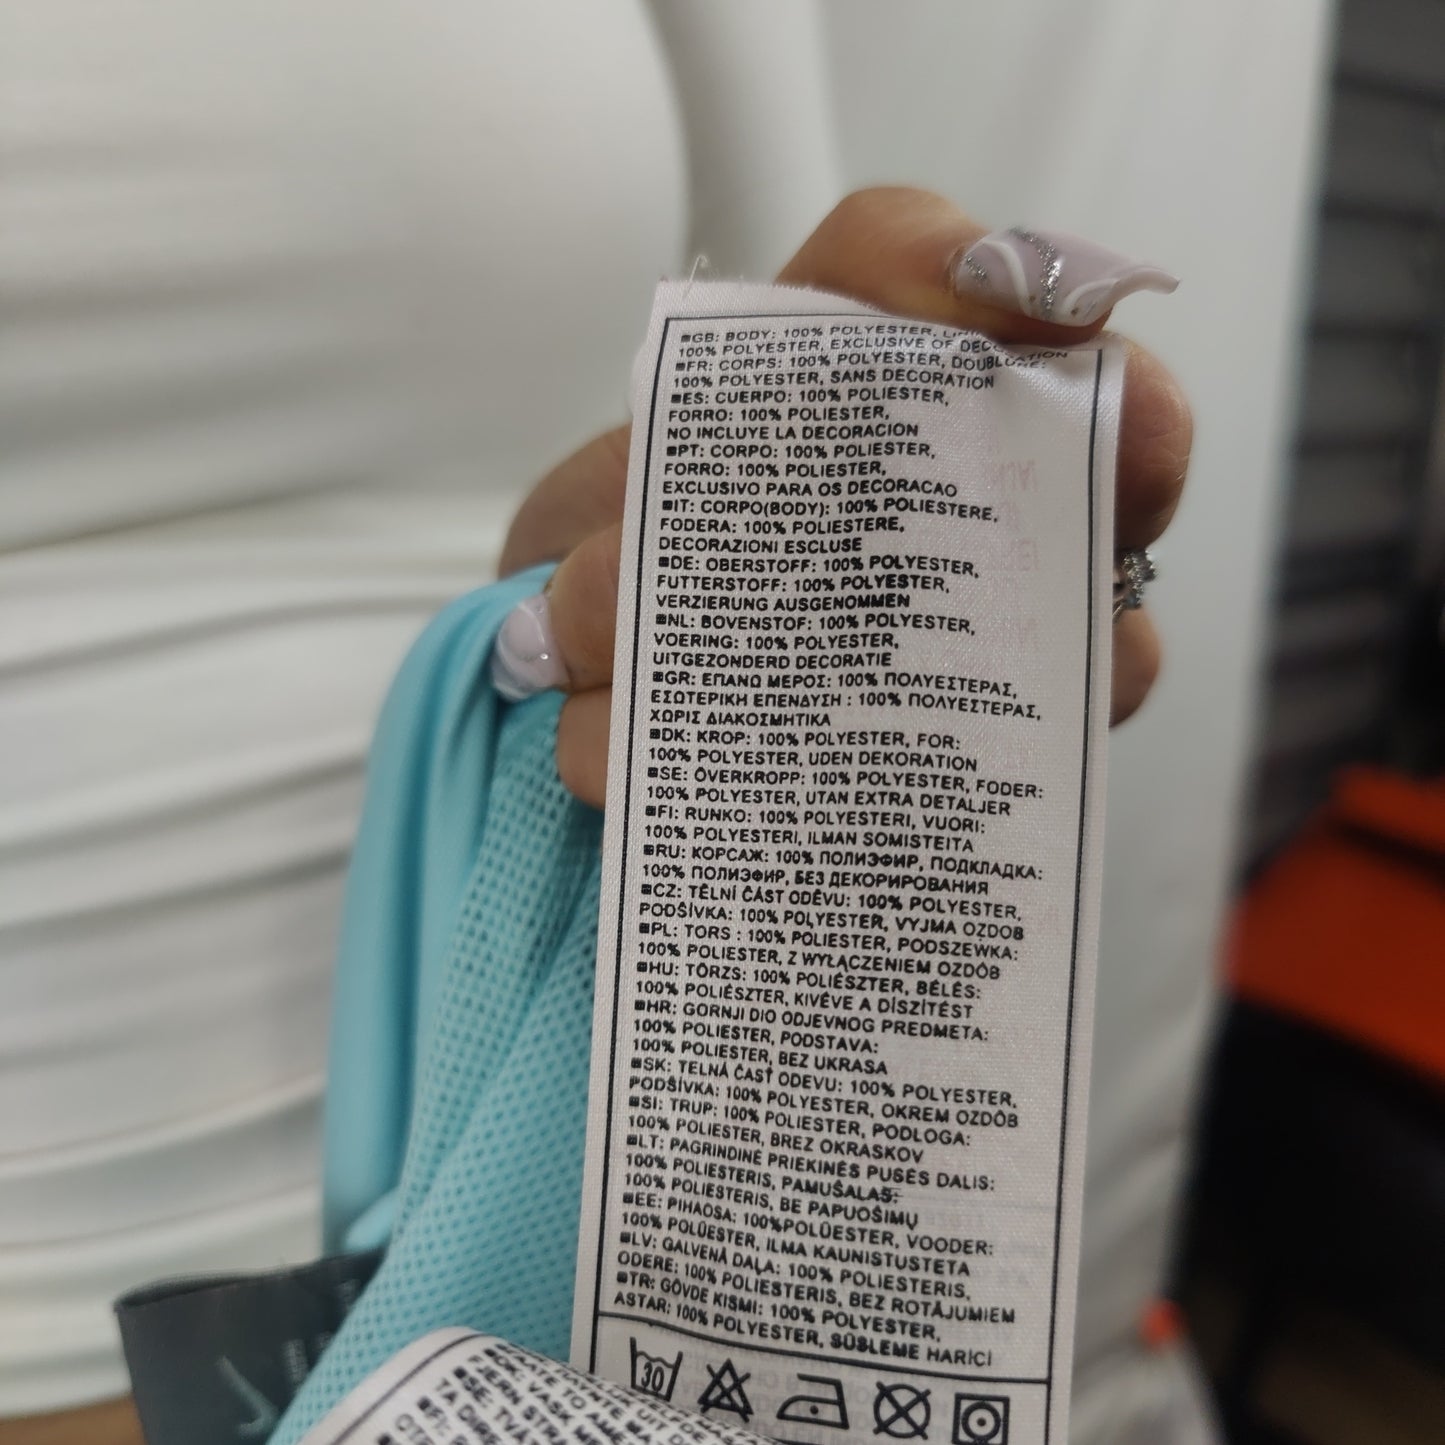 GB: BODY: 100% POLYESTER,
100% POLYESTER, EXCLUSIVE OF
FR: CORPS: 100% POLYESTER, DOUBLURE:
100% POLYESTER, SANS DECORATION
ES: CUERPO: 100% POLIESTER,
FORRO: 100% POLIESTER,
NO INCLUYE LA DECORACION
PT: CORPO: 100% POLIESTER,
FORRO: 100% POLIESTER,
EXCLUSIVO PARA OS DECORACAO
IT: CORPO(BODY): 100% POLIESTERE,
FODERA: 100% POLIESTERE,
DECORAZIONI ESCLUSE
DE: OBERSTOFF: 100% POLYESTER,
FUTTERSTOFF: 100% POLYESTER,
VERZIERUNG AUSGENOMMEN
NL: BOVENSTOF: 100% POLYESTER,
VOERING: 100% POLYESTER,
UITGEZONDERD DECORATIE
GR: ΕΠΑΝΩ ΜΕΡΟΣ: 100% ΠΟΛΥΕΣΤΕΡΑΣ,
ΕΣΩΤΕΡΙΚΗ ΕΠΕΝΔΥΣΗ : 100% ΠΟΛΥΕΣΤΕΡΑΣ,
ΧΩΡΙΣ ΔΙΑΚΟΣΜΗΤΙΚΑ
DK: KROP: 100% POLYESTER, FOR:
100% POLYESTER, UDEN DEKORATION
SE: ÖVERKROPP: 100% POLYESTER, FODER:
100% POLYESTER, UTAN EXTRA DETALJER
FI: RUNKO: 100% POLYESTERI, VUORI:
100% POLYESTERI, ILMAN SOMISTEITA
RU: КОРСАЖ: 100% ПОЛИЭФИР, ПОДКЛАДКА:
100% ПОЛИЭФИР, БЕЗ ДЕКОРИРОВАНИЯ
CZ: TĚLNÍ ČÁST ODĚVU: 100% POLYESTER,
PODŠÍVKA: 100% POLYESTER, VYJMA OZDOB
PL: TORS : 100% POLIESTER, PODSZEWKA:
100% POLIESTER, Z WYŁĄCZENIEM OZDÓB
HU: TÖRZS: 100% POLIÉSZTER, BÉLÉS:
100% POLIÉSZTER, KIVÉVE A DÍSZÍTÉST
HR: GORNJI DIO ODJEVNOG PREDMETA:
100% POLIESTER, PODSTAVA:
100% POLIESTER, BEZ UKRASA
SK: TELNÁ ČASŤ ODEVU: 100% POLYESTER,
PODŠÍVKA: 100% POLYESTER, OKREM OZDÔB
SI: TRUP: 100% POLIESTER, PODLOGA:
100% POLIESTER, BREZ OKRASKOV
LT: PAGRINDINĖ PRIEKINĖS PUSĖS DALIS:
100% POLIESTERIS, PAMUŠALAS:
100% POLIESTERIS, BE PAPUOŠIMŲ
EE: PIHAOSA: 100%POLÜESTER, VOODER:
100% POLÜESTER, ILMA KAUNISTUSTETA
LV: GALVENĀ DAĻA: 100% POLIESTERIS,
ODERE: 100% POLIESTERIS, BEZ ROTĀJUMIEM
TR: GÖVDE KISMI: 100% POLYESTER,
ASTAR: 100% POLYESTER, SÜSLEME HARİCİ
30
DK: VASK
FJERN
SE: TVÄTTA
TA